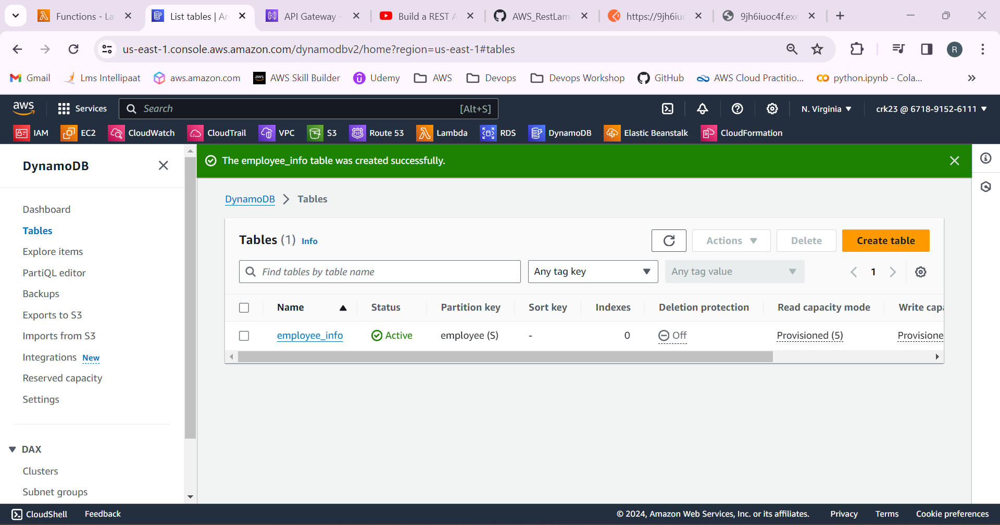 Functions - La
List tables | An
API Gateway -
Build a REST A
AWS_RestLam
https://9jh6iuo
9jh6iuoc4f.exe
us-east-1.console.aws.amazon.com/dynamodbv2/home?region=us-east-1#tables
R
Gmail
Lms Intellipaat
aws.amazon.com
aws
AWS Skill Builder
Udemy
AWS
Devops
Devops Workshop
GitHub
AWS Cloud Practitio...
python.ipynb - Cola...
aws
Services
Search
[Alt+S]
N. Virginia
crk23 @ 6718-9152-6111
IAM
EC2
CloudWatch
CloudTrail
VPC
S3
Route 53
Lambda
RDS
DynamoDB
Elastic Beanstalk
CloudFormation
DynamoDB
The employee_info table was created successfully.
Dashboard
Tables
Explore items
PartiQL editor
Backups
Exports to S3
Imports from S3
Integrations New
Reserved capacity
Settings
DAX
Clusters
Subnet groups
DynamoDB > Tables
Tables (1) Info
Actions
Delete
Create table
Find tables by table name
Any tag key
Any tag value
1
Name Status Partition key Sort key Indexes Deletion protection Read capacity mode Write capa
employee_info Active employee (S) - 0 Off Provisioned (5) Provisione
CloudShell
Feedback
© 2024, Amazon Web Services, Inc. or its affiliates.
Privacy
Terms
Cookie preferences